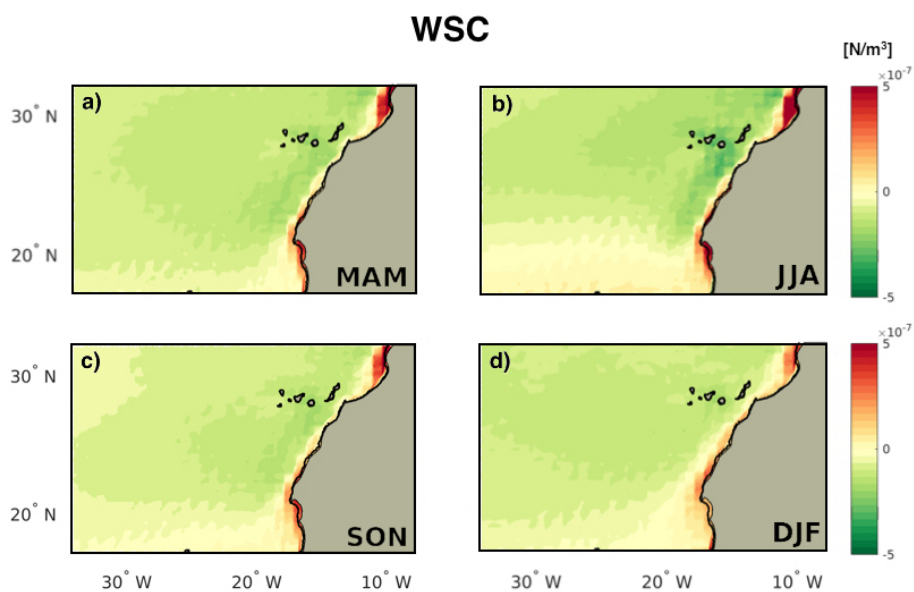 WSC
[N/m³]
×10⁻⁷
a)
b)
5
30° N
0
20° N
MAM
JJA
-5
×10⁻⁷
c)
d)
5
30° N
0
20° N
SON
DJF
-5
30° W
20° W
10° W
30° W
20° W
10° W